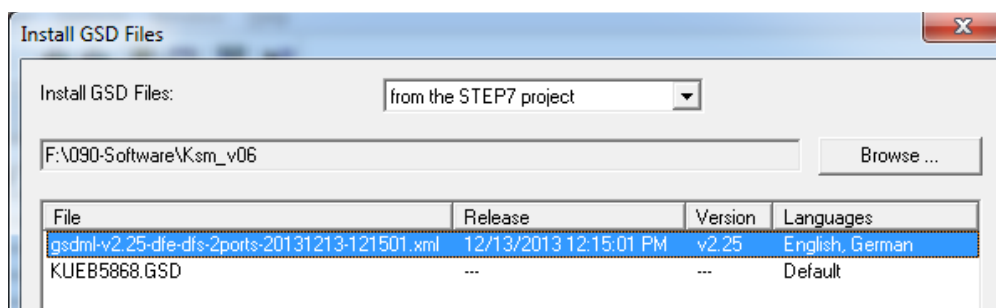 Install GSD Files
Install GSD Files: from the STEP7 project
F:\090-Software\Ksm_v06 Browse ...
File Release Version Languages
gsdml-v2.25-dfe-dfs-2ports-20131213-121501.xml 12/13/2013 12:15:01 PM v2.25 English, German
KUEB5868.GSD --- --- Default